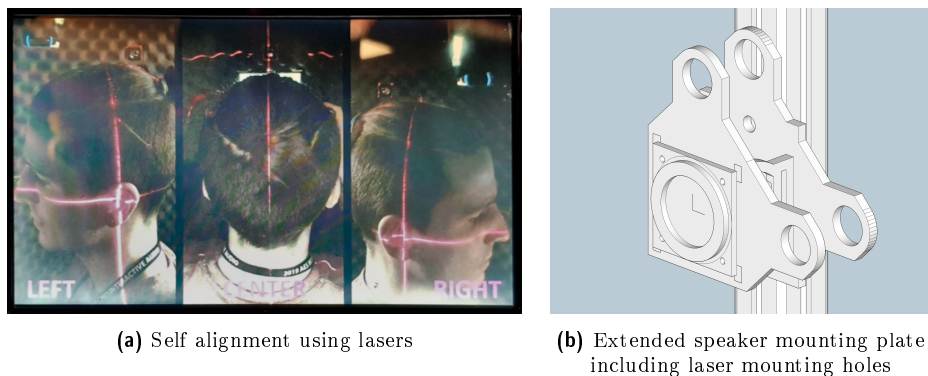 LEFT
CENTER
RIGHT
(a) Self alignment using lasers
(b) Extended speaker mounting plate
including laser mounting holes